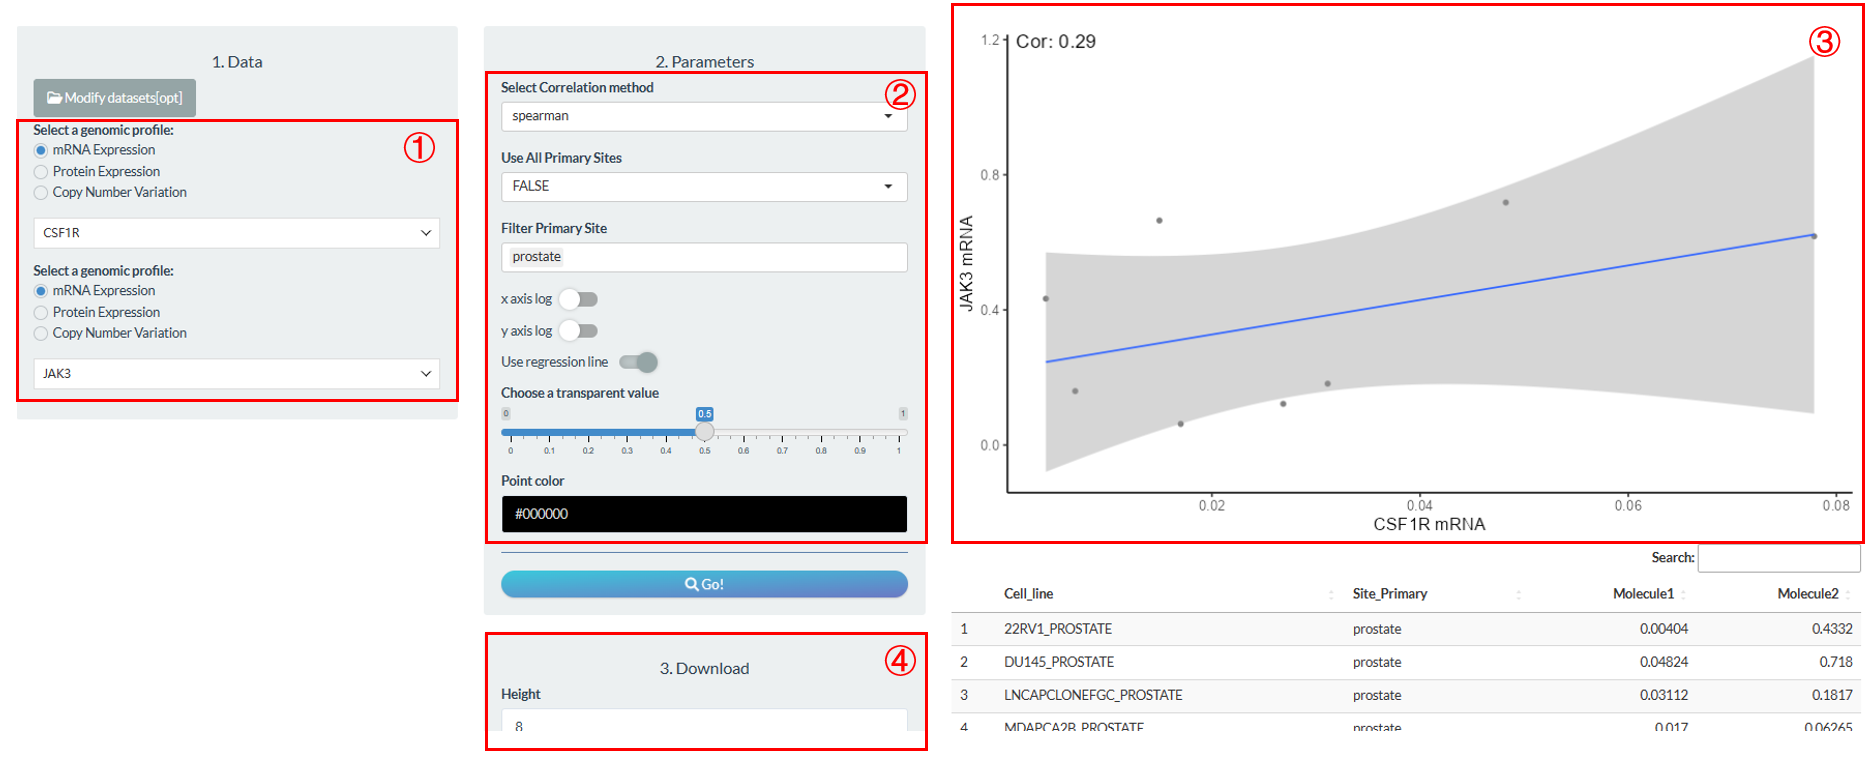 1. Data
Modify datasets[opt]
①
Select a genomic profile:
mRNA Expression
Protein Expression
Copy Number Variation
CSF1R
Select a genomic profile:
mRNA Expression
Protein Expression
Copy Number Variation
JAK3
2. Parameters
②
Select Correlation method
spearman
Use All Primary Sites
FALSE
Filter Primary Site
prostate
x axis log
y axis log
Use regression line
Choose a transparent value
0 0.5 1
0 0.1 0.2 0.3 0.4 0.5 0.6 0.7 0.8 0.9 1
Point color
#000000
Go!
④
3. Download
Height
8
③
Cor: 0.29
1.2
0.8
0.4
0.0
JAK3 mRNA
0.02 0.04 0.06 0.08
CSF1R mRNA
Search:
Cell_line Site_Primary Molecule1 Molecule2
1 22RV1_PROSTATE prostate 0.00404 0.4332
2 DU145_PROSTATE prostate 0.04824 0.718
3 LNCAPCLONEFGC_PROSTATE prostate 0.03112 0.1817
4 MDAPCA2B_PROSTATE prostate 0.017 0.06265